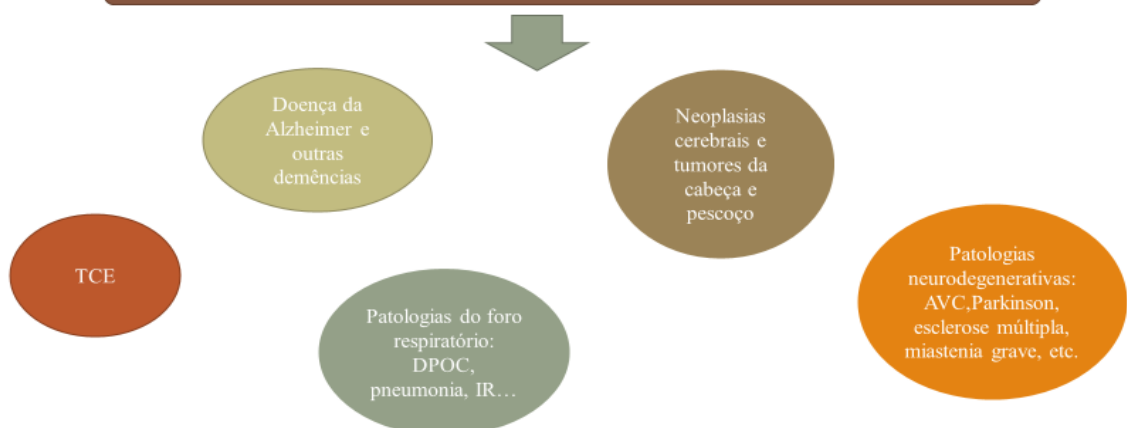 Doença da
Alzheimer e
outras
demências
Neoplasias
cerebrais e
tumores da
cabeça e
pescoço
TCE
Patologias do foro
respiratório:
DPOC,
pneumonia, IR…
Patologias
neurodegenerativas:
AVC,Parkinson,
esclerose múltipla,
miastenia grave, etc.